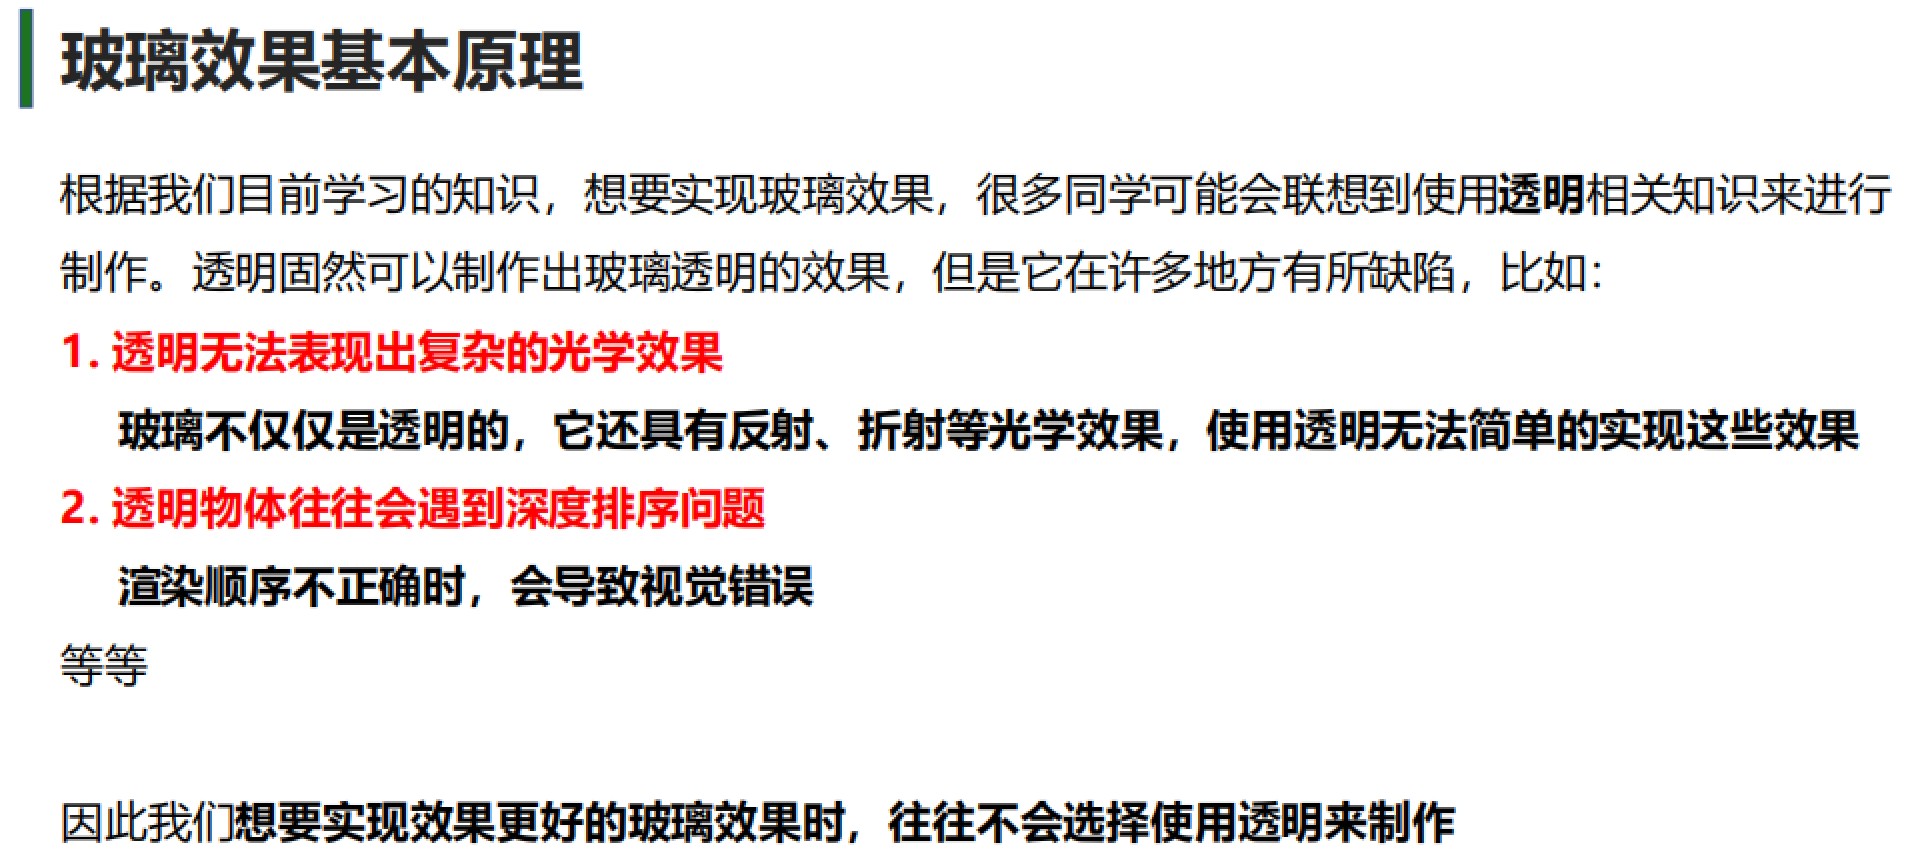 玻璃效果基本原理
根据我们目前学习的知识，想要实现玻璃效果，很多同学可能会联想到使用透明相关知识来进行
制作。透明固然可以制作出玻璃透明的效果，但是它在许多地方有所缺陷，比如：
1. 透明无法表现出复杂的光学效果
玻璃不仅仅是透明的，它还具有反射、折射等光学效果，使用透明无法简单的实现这些效果
2. 透明物体往往会遇到深度排序问题
渲染顺序不正确时，会导致视觉错误
等等
因此我们想要实现效果更好的玻璃效果时，往往不会选择使用透明来制作